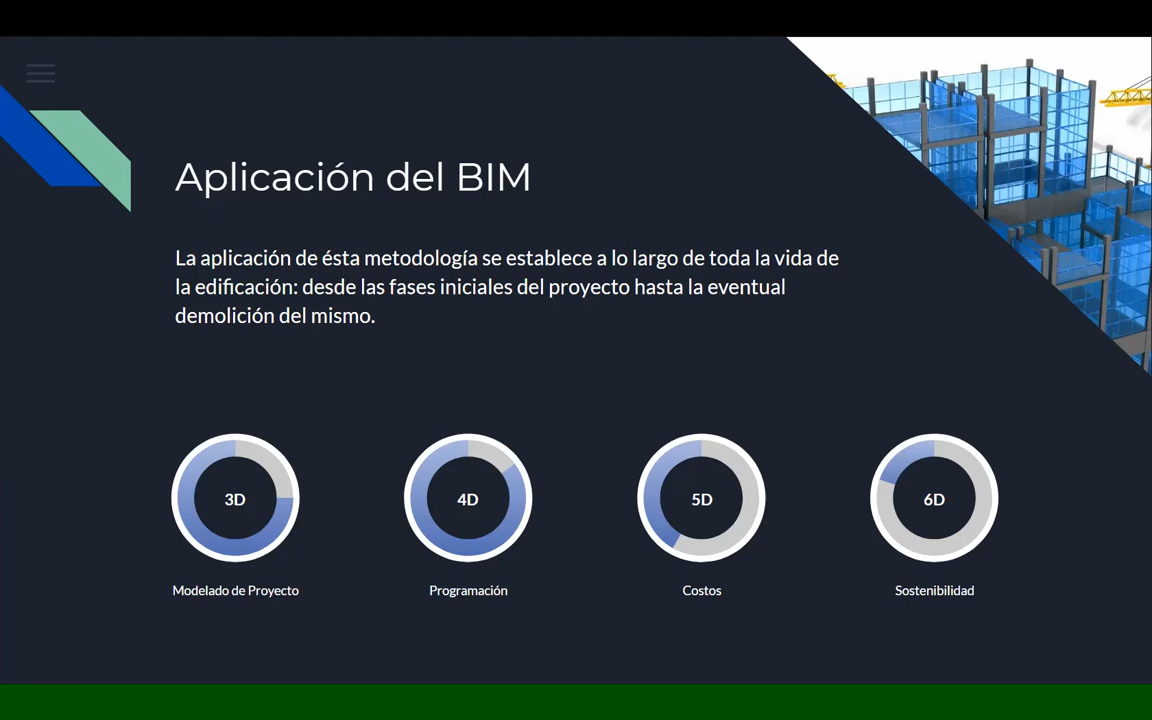 Aplicación del BIM
La aplicación de ésta metodología se establece a lo largo de toda la vida de
la edificación: desde las fases iniciales del proyecto hasta la eventual
demolición del mismo.
3D
4D
5D
6D
Modelado de Proyecto
Programación
Costos
Sostenibilidad